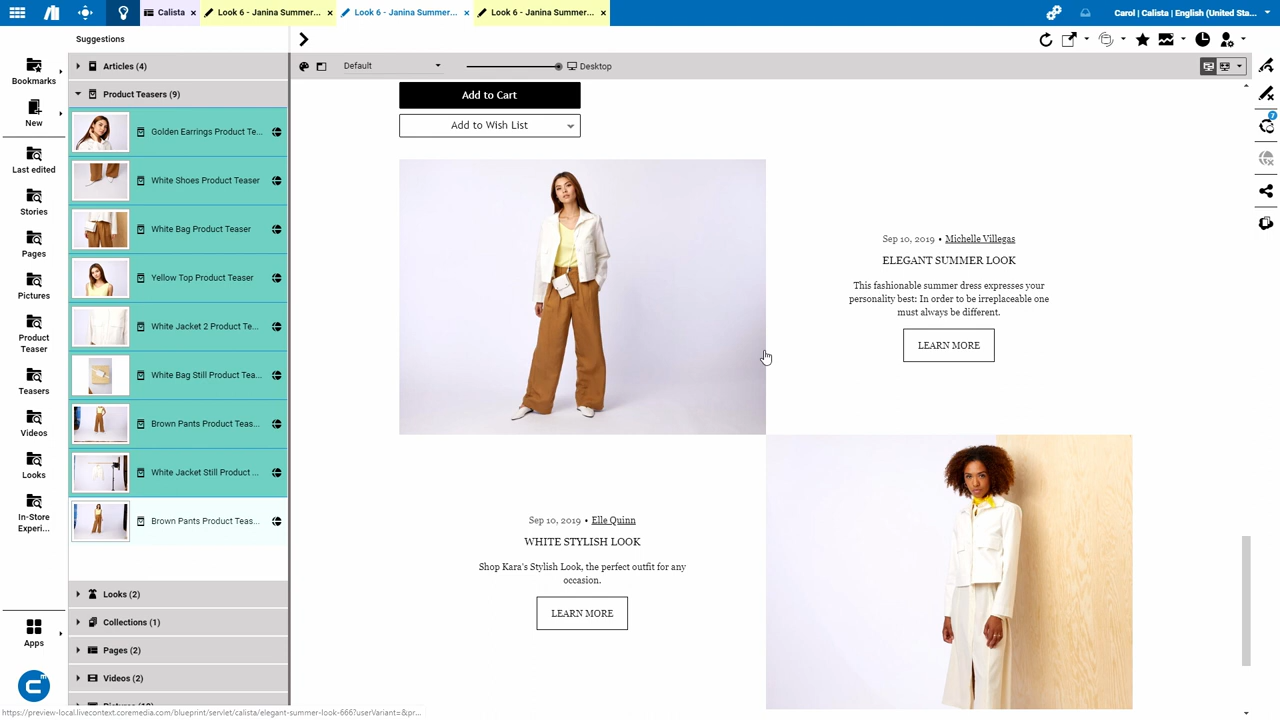 Calista
Look 6 - Janina Summer...
Look 6 - Janina Summer...
Look 6 - Janina Summer...
Carol | Calista | English (United Sta...
Suggestions
Default
Desktop
Bookmarks
New
Last edited
Stories
Pages
Pictures
Product
Teaser
Teasers
Videos
Looks
In-Store
Experi...
Apps
Articles (4)
Product Teasers (9)
Golden Earrings Product Te...
White Shoes Product Teaser
White Bag Product Teaser
Yellow Top Product Teaser
White Jacket 2 Product Te...
White Bag Still Product Tea...
Brown Pants Product Teas...
White Jacket Still Product ...
Brown Pants Product Teas...
Looks (2)
Collections (1)
Pages (2)
Videos (2)
Add to Cart
Add to Wish List
Sep 10, 2019 • Michelle Villegas
ELEGANT SUMMER LOOK
This fashionable summer dress expresses your
personality best: In order to be irreplaceable one
must always be different.
LEARN MORE
Sep 10, 2019 • Elle Quinn
WHITE STYLISH LOOK
Shop Kara's Stylish Look, the perfect outfit for any
occasion.
LEARN MORE
7
https://preview-local.livecontext.coremedia.com/blueprint/servlet/calista/elegant-summer-look-666?userVariant=&pr...